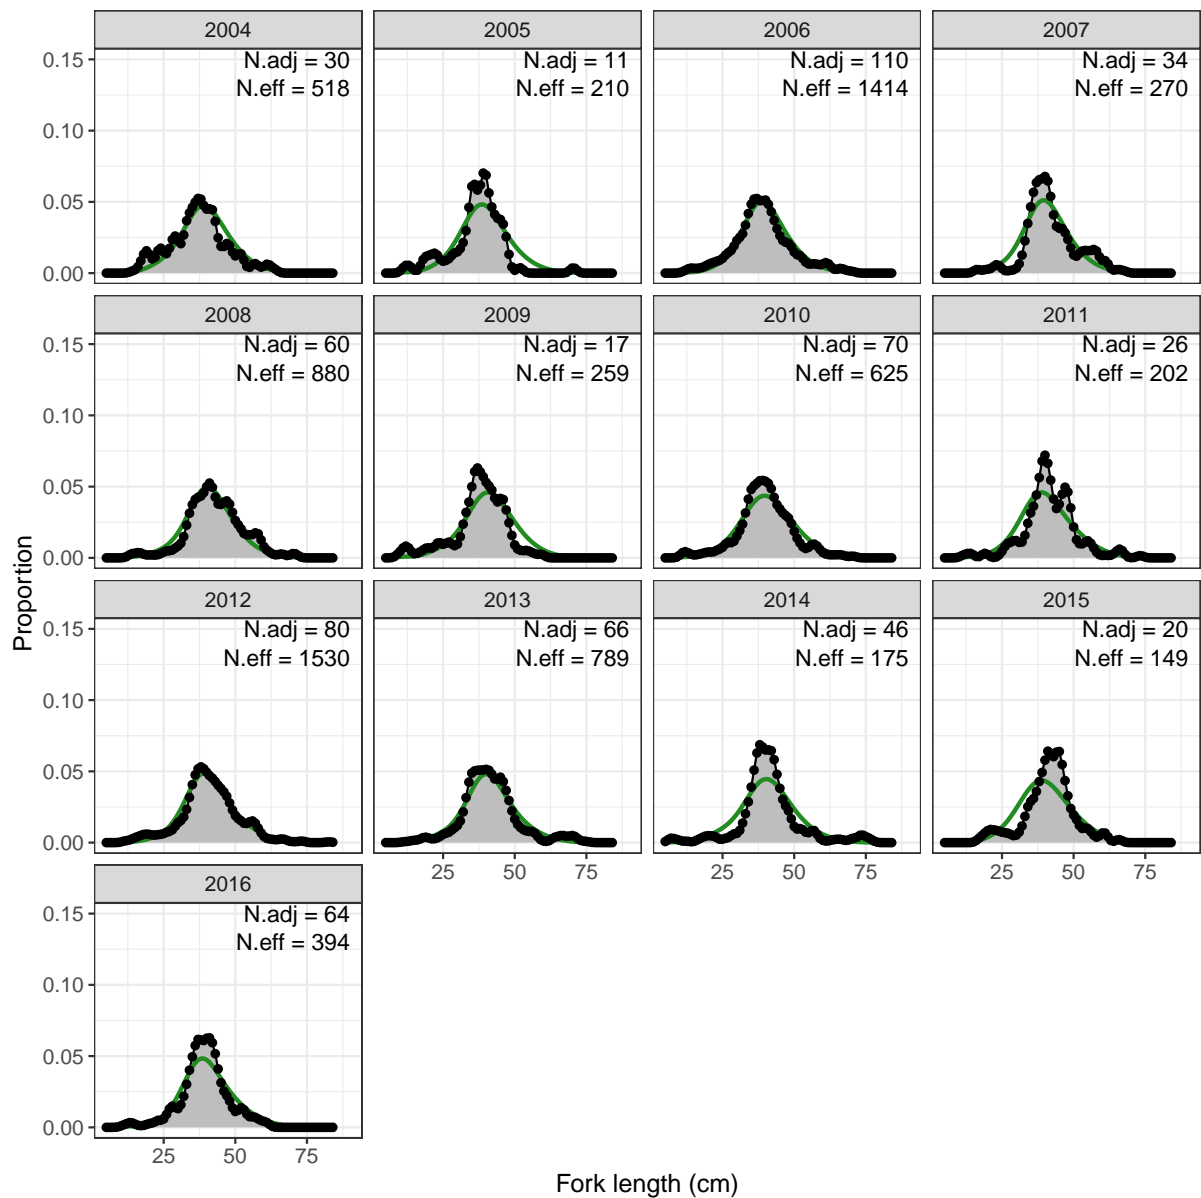 2004
2005
2006
2007
N.adj = 30
N.eff = 518
N.adj = 11
N.eff = 210
N.adj = 110
N.eff = 1414
N.adj = 34
N.eff = 270
0.15
0.10
0.05
0.00
2008
2009
2010
2011
N.adj = 60
N.eff = 880
N.adj = 17
N.eff = 259
N.adj = 70
N.eff = 625
N.adj = 26
N.eff = 202
0.15
0.10
0.05
0.00
Proportion
2012
2013
2014
2015
N.adj = 80
N.eff = 1530
N.adj = 66
N.eff = 789
N.adj = 46
N.eff = 175
N.adj = 20
N.eff = 149
0.15
0.10
0.05
0.00
25 50 75
25 50 75
25 50 75
2016
N.adj = 64
N.eff = 394
0.15
0.10
0.05
0.00
25 50 75
Fork length (cm)